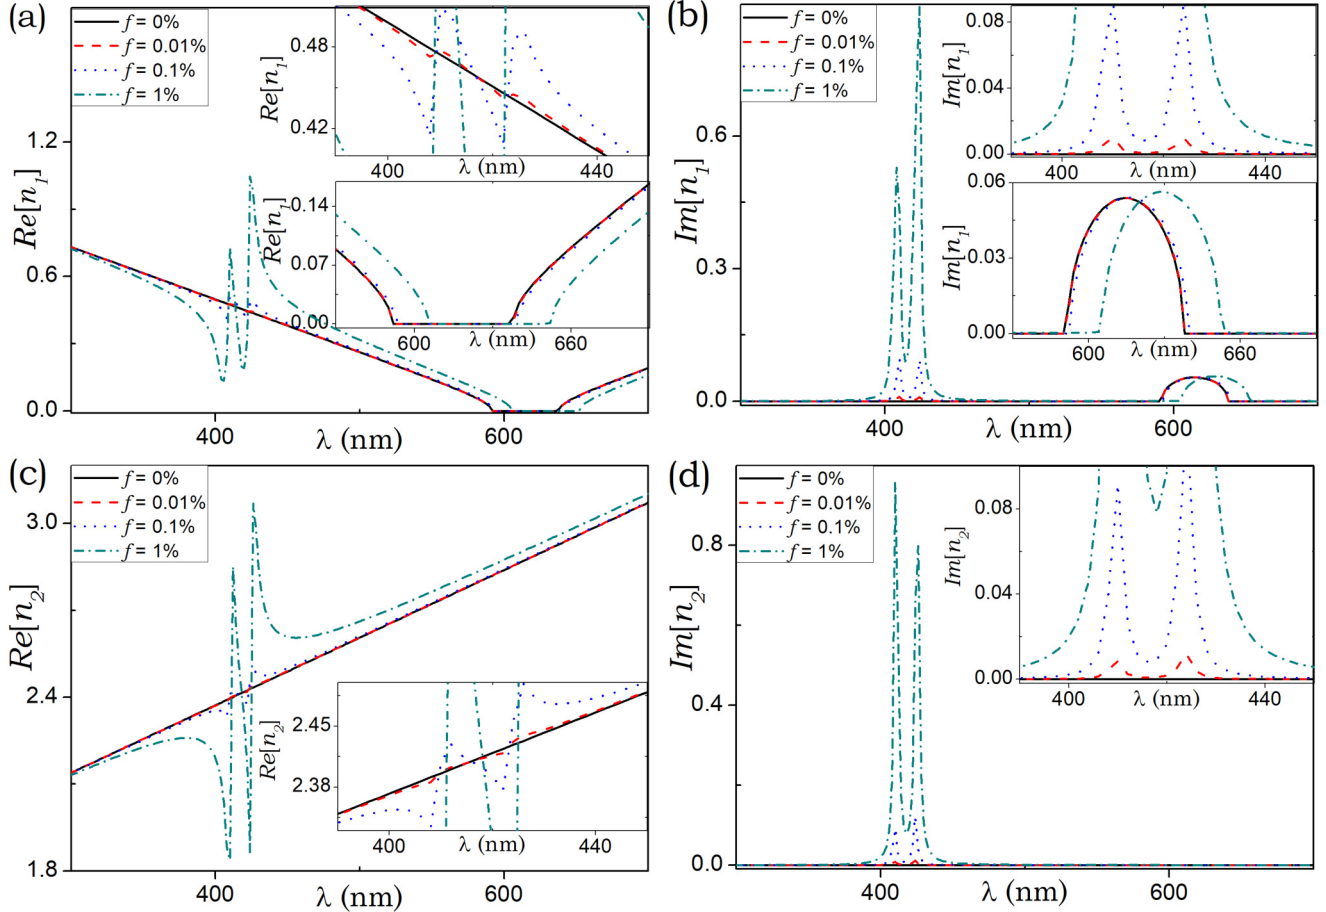 (a)
f = 0%
f = 0.01%
f = 0.1%
f = 1%
Re[n1]
1.2
0.6
0.0
400
600
λ (nm)
Re[n1]
0.48
0.42
400
λ (nm)
440
Re[n1]
0.14
0.07
0.00
600
λ (nm)
660
(b)
f = 0%
f = 0.01%
f = 0.1%
f = 1%
Im[n1]
0.6
0.3
0.0
400
600
λ (nm)
Im[n1]
0.08
0.04
0.00
400
λ (nm)
440
Im[n1]
0.06
0.03
0.00
600
λ (nm)
660
(c)
f = 0%
f = 0.01%
f = 0.1%
f = 1%
Re[n2]
3.0
2.4
1.8
400
600
λ (nm)
Re[n2]
2.45
2.38
400
λ (nm)
440
(d)
f = 0%
f = 0.01%
f = 0.1%
f = 1%
Im[n2]
0.8
0.4
0.0
400
600
λ (nm)
Im[n2]
0.08
0.04
0.00
400
λ (nm)
440